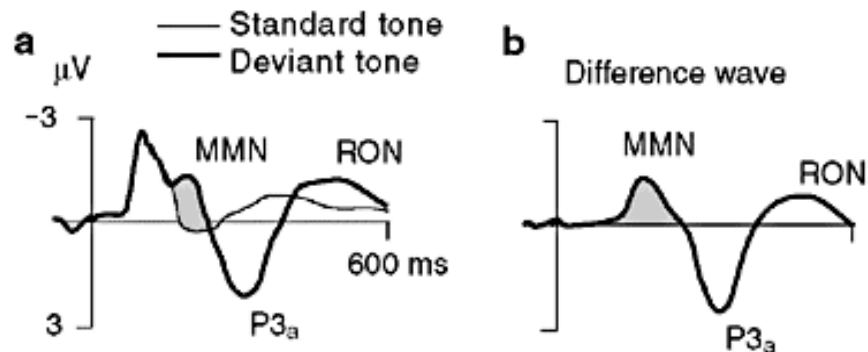 a
Standard tone
Deviant tone
μV
−3
MMN
RON
600 ms
3
P3a
b
Difference wave
MMN
RON
P3a